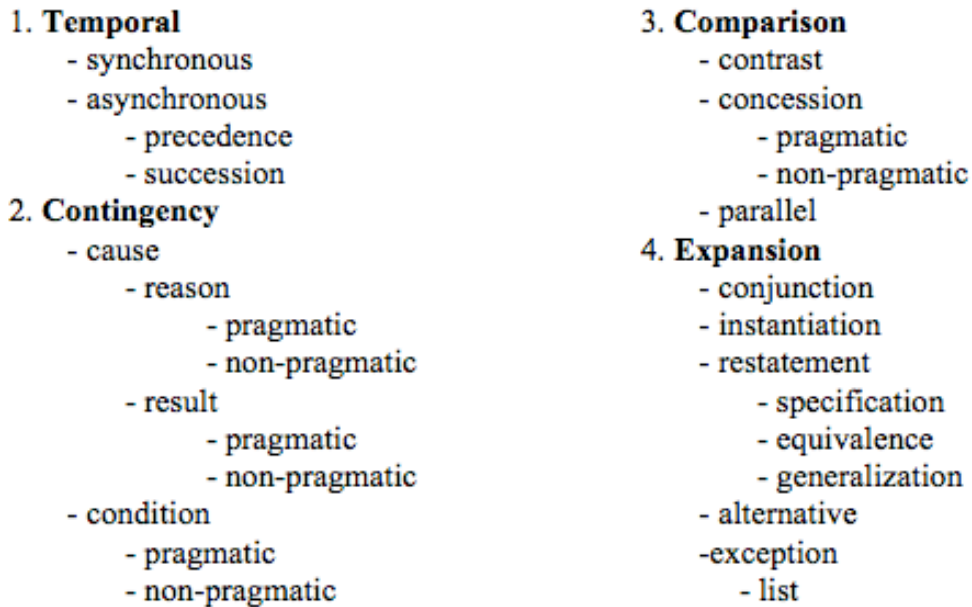 1. Temporal
- synchronous
- asynchronous
- precedence
- succession
2. Contingency
- cause
- reason
- pragmatic
- non-pragmatic
- result
- pragmatic
- non-pragmatic
- condition
- pragmatic
- non-pragmatic
3. Comparison
- contrast
- concession
- pragmatic
- non-pragmatic
- parallel
4. Expansion
- conjunction
- instantiation
- restatement
- specification
- equivalence
- generalization
- alternative
-exception
- list